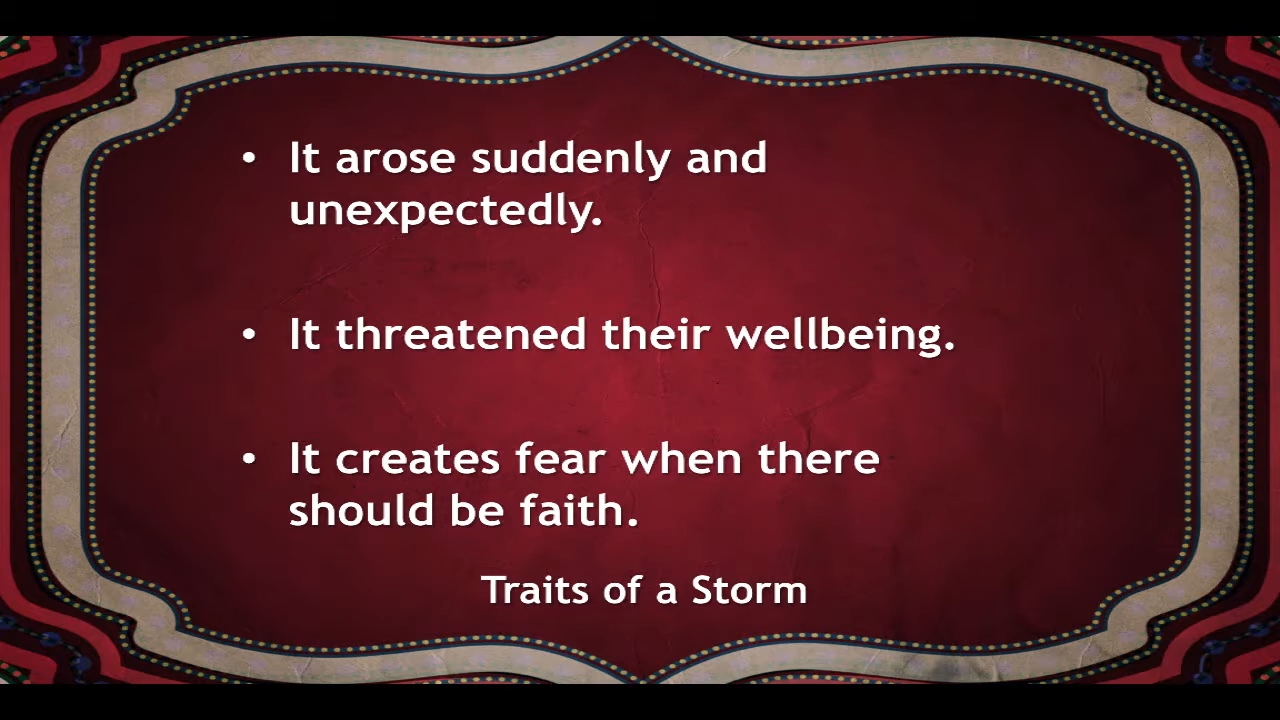 • It arose suddenly and
unexpectedly.
• It threatened their wellbeing.
• It creates fear when there
should be faith.
Traits of a Storm